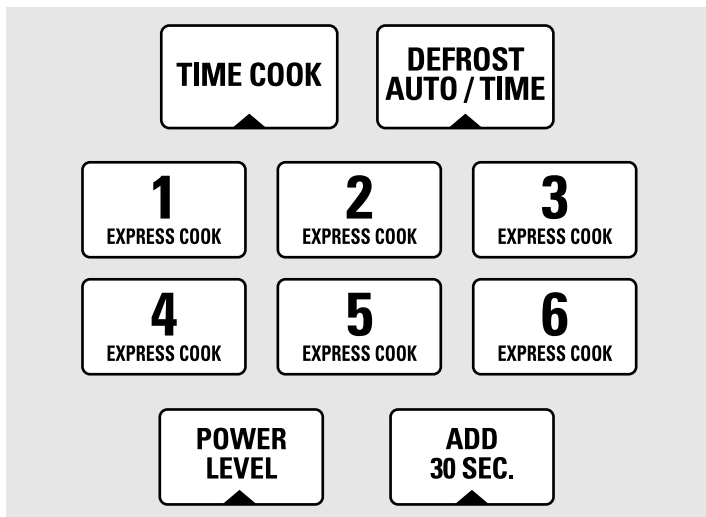 TIME COOK
DEFROST
AUTO / TIME
1
EXPRESS COOK
2
EXPRESS COOK
3
EXPRESS COOK
4
EXPRESS COOK
5
EXPRESS COOK
6
EXPRESS COOK
POWER
LEVEL
ADD
30 SEC.